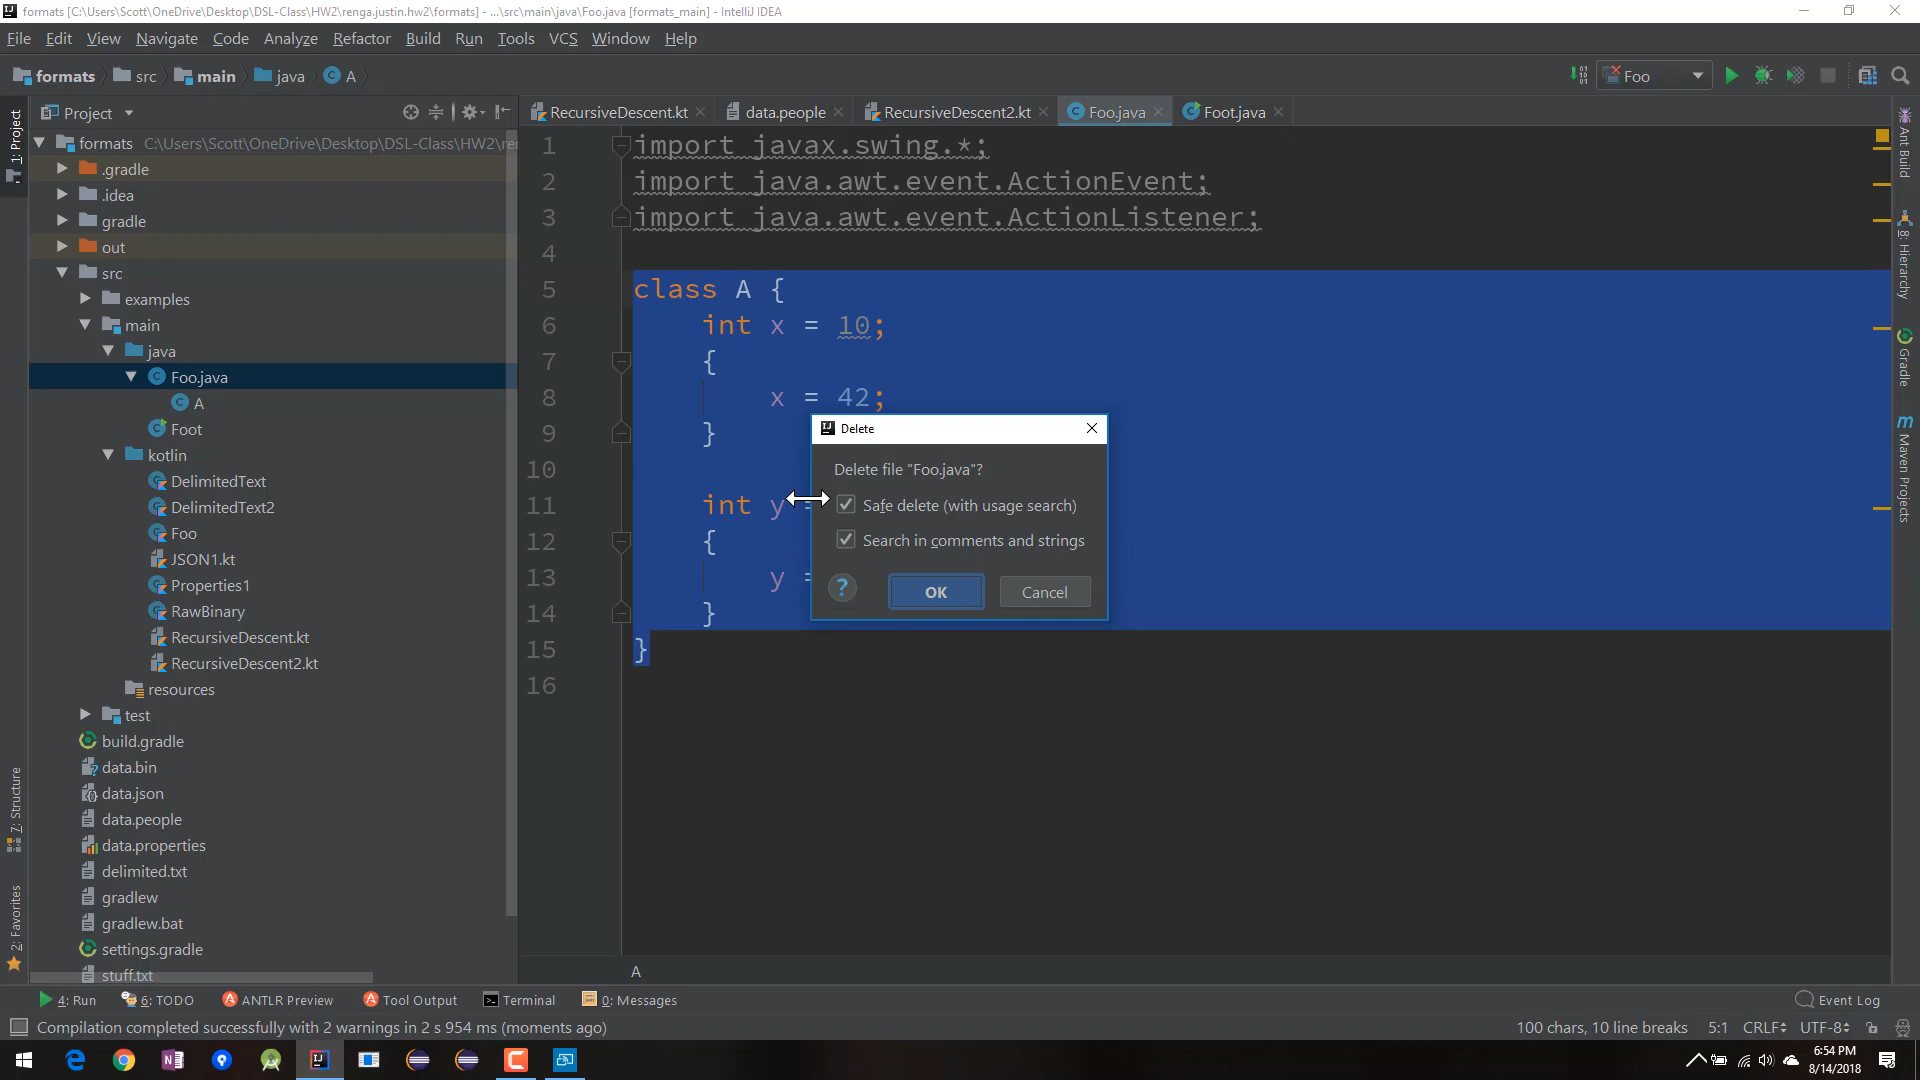 formats [C:\Users\Scott\OneDrive\Desktop\DSL-Class\HW2\renga.justin.hw2\formats] - ...\src\main\java\Foo.java [formats_main] - IntelliJ IDEA
File Edit View Navigate Code Analyze Refactor Build Run Tools VCS Window Help
formats src main java A Foo
Project
RecursiveDescent.kt data.people RecursiveDescent2.kt Foo.java Foot.java
formats C:\Users\Scott\OneDrive\Desktop\DSL-Class\HW2\ren
.gradle
.idea
gradle
out
src
examples
main
java
Foo.java
A
Foot
kotlin
DelimitedText
DelimitedText2
Foo
JSON1.kt
Properties1
RawBinary
RecursiveDescent.kt
RecursiveDescent2.kt
resources
test
build.gradle
data.bin
data.json
data.people
data.properties
delimited.txt
gradlew
gradlew.bat
settings.gradle
stuff.txt
1: Project
7: Structure
2: Favorites
1 import javax.swing.*;
2 import java.awt.event.ActionEvent;
3 import java.awt.event.ActionListener;
4
5 class A {
6 int x = 10;
7 {
8 x = 42;
9 }
10
11 int y =
12 {
13 y =
14 }
15 }
16
A
Delete
Delete file "Foo.java"?
Safe delete (with usage search)
Search in comments and strings
? OK Cancel
Ant Build
8: Hierarchy
Gradle
Maven Projects
4: Run 6: TODO ANTLR Preview Tool Output Terminal 0: Messages Event Log
Compilation completed successfully with 2 warnings in 2 s 954 ms (moments ago) 100 chars, 10 line breaks 5:1 CRLF UTF-8
6:54 PM
8/14/2018